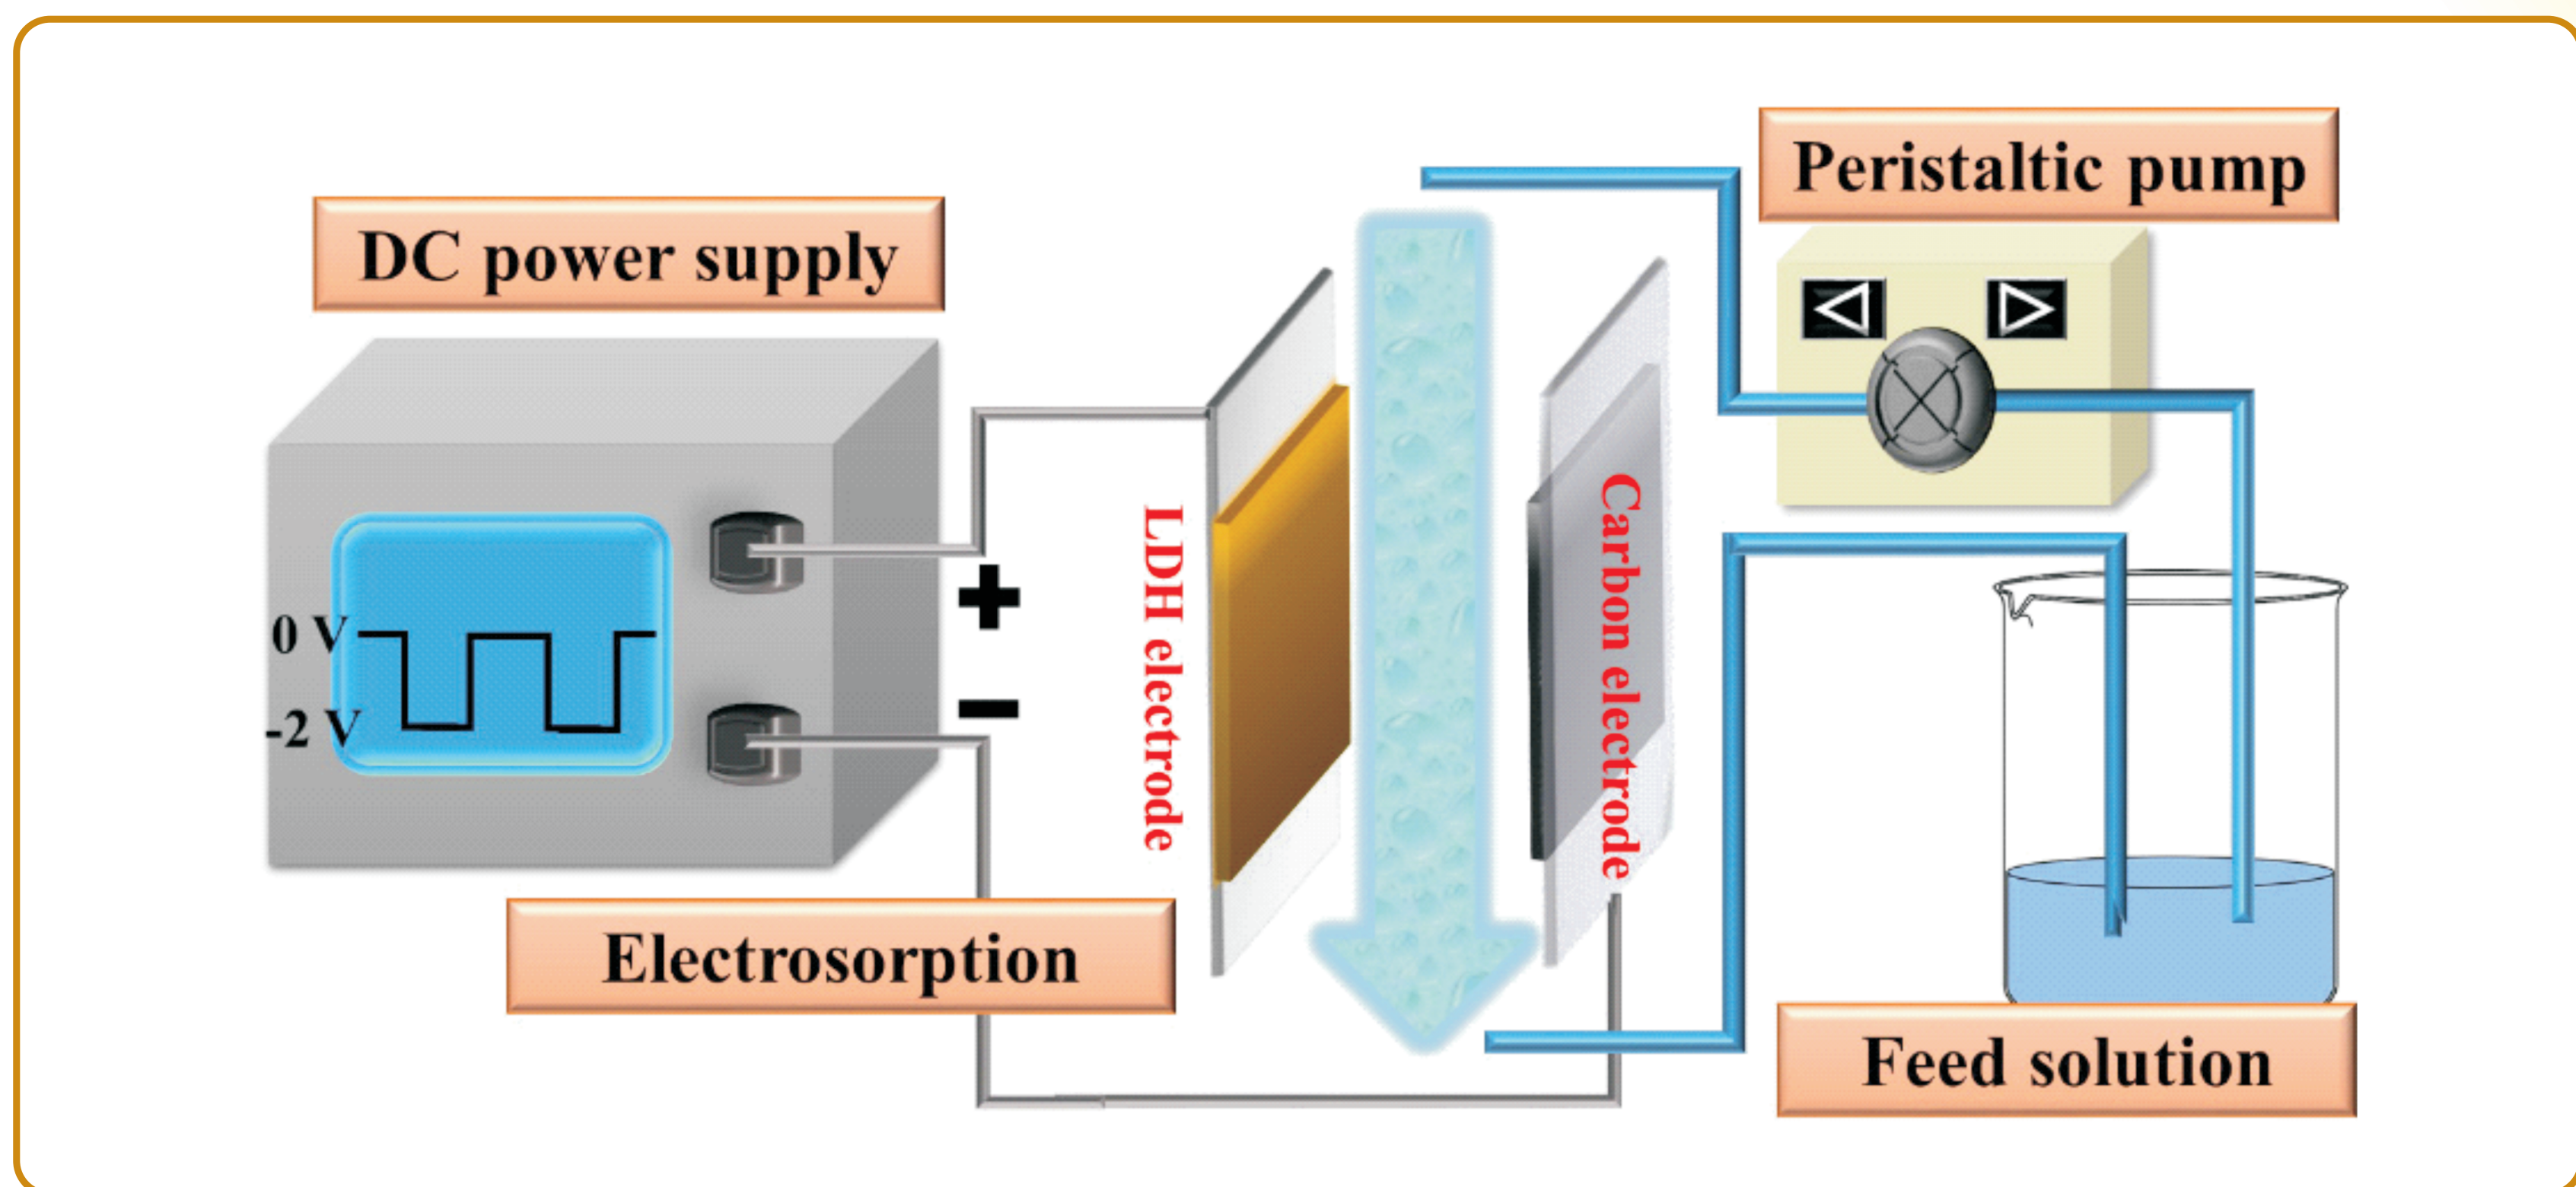 Peristaltic pump
DC power supply
0 V
-2 V
+
−
LDH electrode
Carbon electrode
Electrosorption
Feed solution